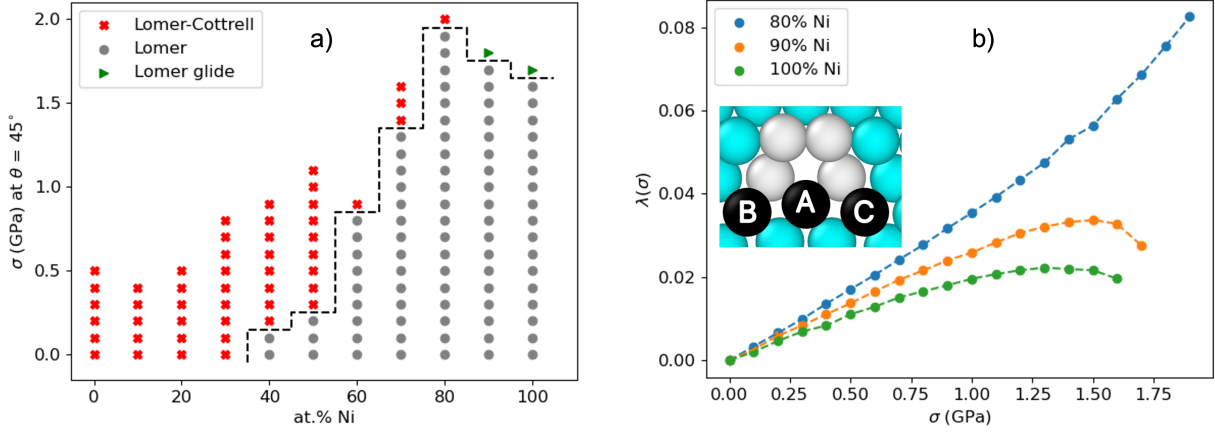 a)
Lomer-Cottrell
Lomer
Lomer glide
2.0
1.5
1.0
0.5
0.0
σ (GPa) at θ = 45°
0 20 40 60 80 100
at.% Ni
b)
80% Ni
90% Ni
100% Ni
0.08
0.06
0.04
0.02
0.00
λ(σ)
B A C
0.00 0.25 0.50 0.75 1.00 1.25 1.50 1.75
σ (GPa)